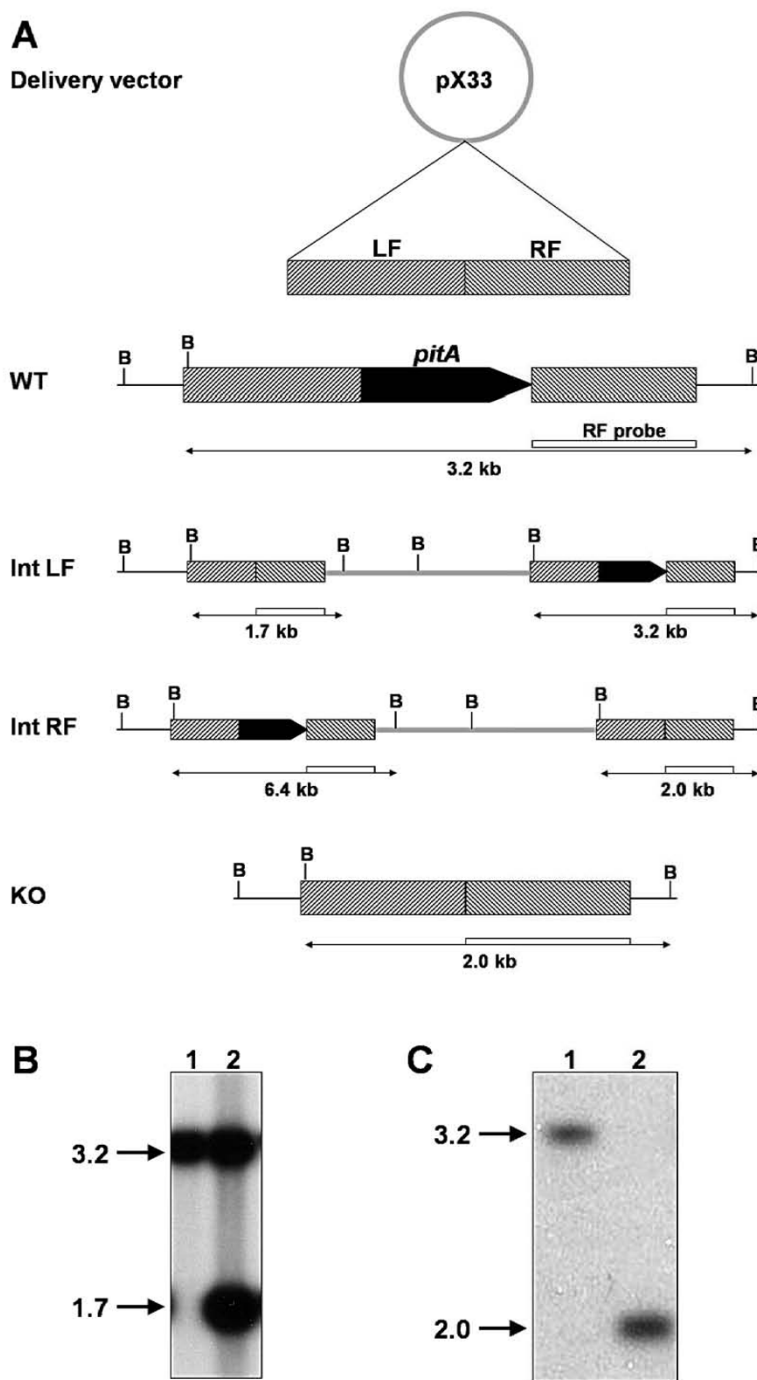 A
Delivery vector
pX33
LF RF
pitA
B B B
WT
RF probe
3.2 kb
B B B B B B
Int LF
1.7 kb 3.2 kb
B B B B B B
Int RF
6.4 kb 2.0 kb
B B B
KO
2.0 kb
B
1 2
3.2
1.7
C
1 2
3.2
2.0